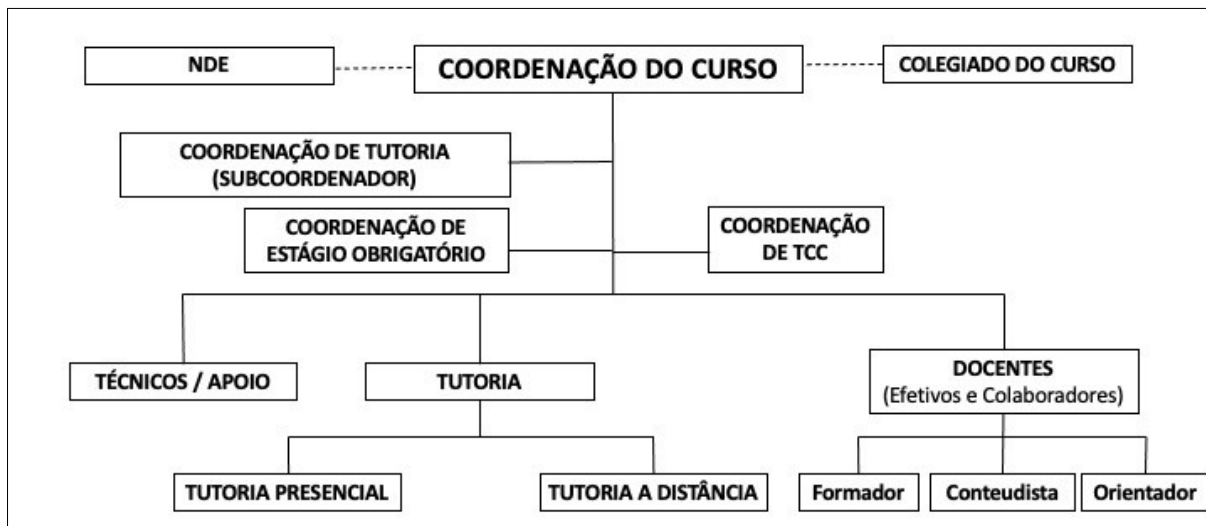 NDE
COORDENAÇÃO DO CURSO
COLEGIADO DO CURSO
COORDENAÇÃO DE TUTORIA
(SUBCOORDENADOR)
COORDENAÇÃO DE
ESTÁGIO OBRIGATÓRIO
COORDENAÇÃO
DE TCC
TÉCNICOS / APOIO
TUTORIA
DOCENTES
(Efetivos e Colaboradores)
TUTORIA PRESENCIAL
TUTORIA A DISTÂNCIA
Formador
Conteudista
Orientador